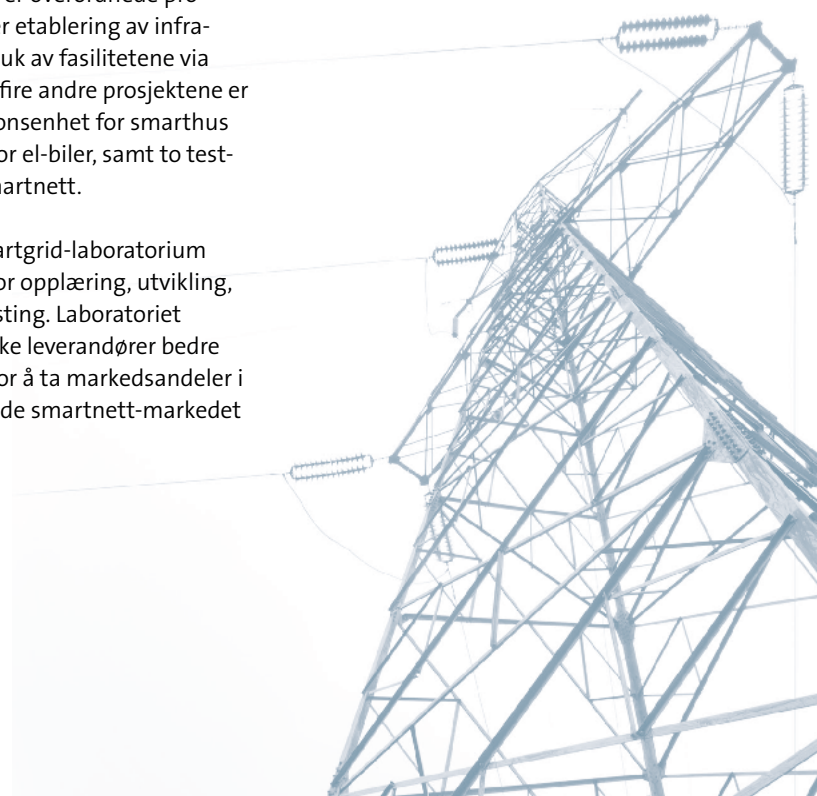 er overordnede pro-
er etablering av infra-
uk av fasilitetene via
fire andre prosjektene er
onsenhet for smarthus
or el-biler, samt to test-
nartnett.
artgrid-laboratorium
or opplæring, utvikling,
sting. Laboratoriet
ke leverandører bedre
or å ta markedsandeler i
de smartnett-markedet